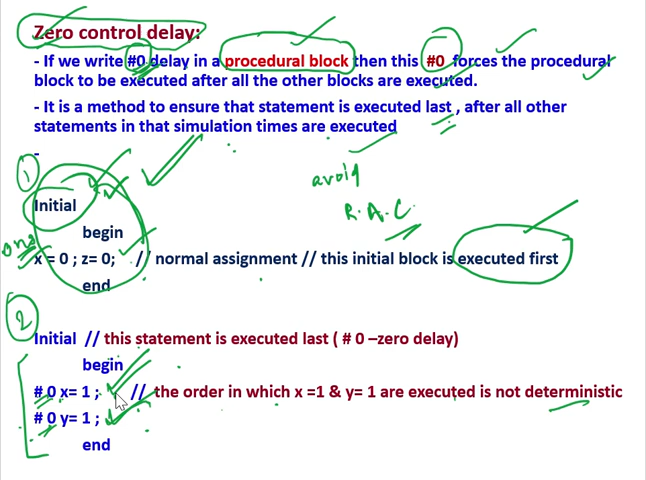 Zero control delay:
- If we write #0 delay in a procedural block then this #0 forces the procedural
block to be executed after all the other blocks are executed.
- It is a method to ensure that statement is executed last , after all other
statements in that simulation times are executed
-
avoid
R.A.C.
1
Initial
begin
ons
x = 0 ; z= 0; // normal assignment // this initial block is executed first
end
2
Initial // this statement is executed last ( # 0 –zero delay)
begin
# 0 x= 1 ; // the order in which x =1 & y= 1 are executed is not deterministic
# 0 y= 1 ;
end